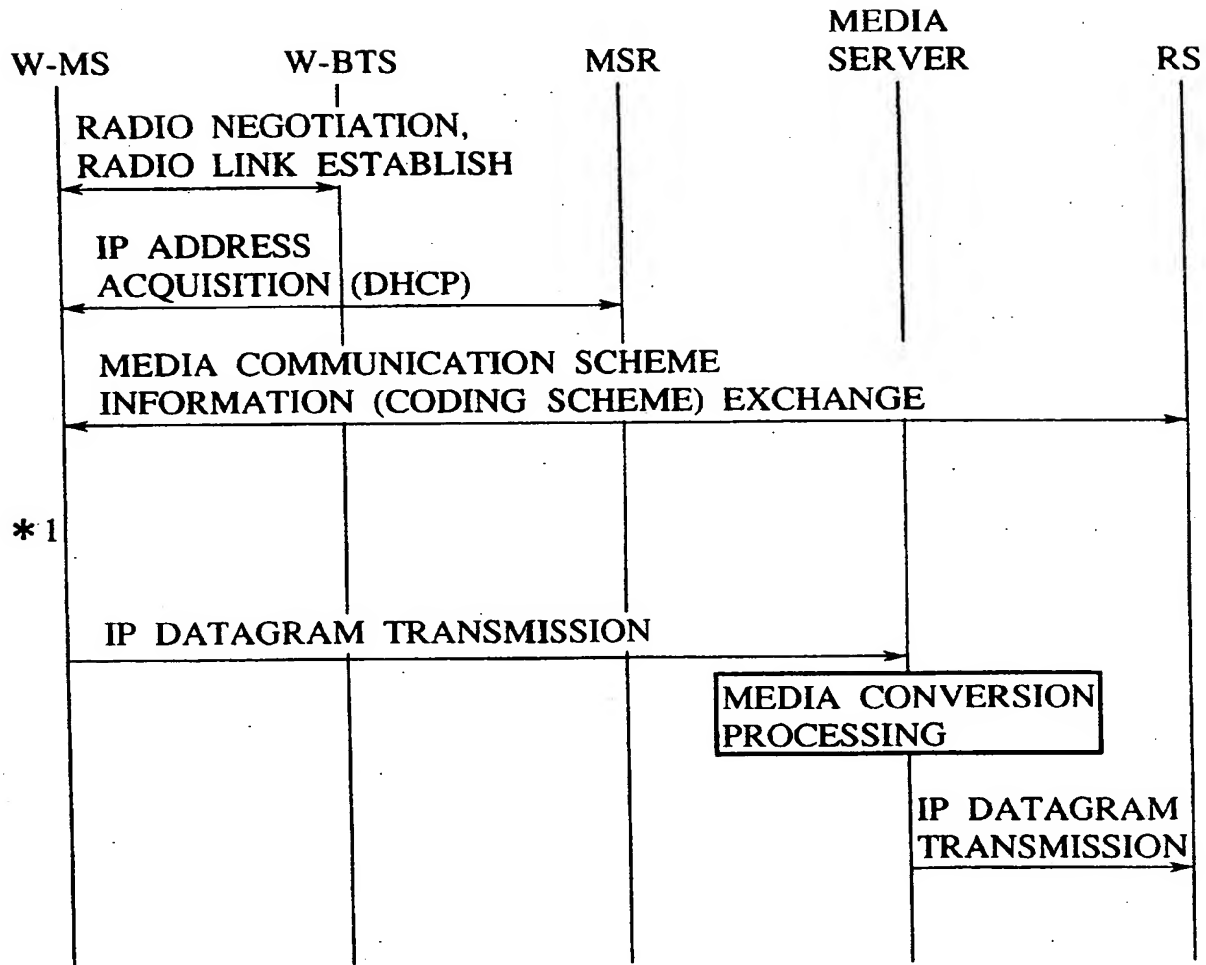 W-MS W-BTS MSR MEDIA SERVER RS
RADIO NEGOTIATION,
RADIO LINK ESTABLISH
IP ADDRESS
ACQUISITION (DHCP)
MEDIA COMMUNICATION SCHEME
INFORMATION (CODING SCHEME) EXCHANGE
*1
IP DATAGRAM TRANSMISSION
MEDIA CONVERSION
PROCESSING
IP DATAGRAM
TRANSMISSION